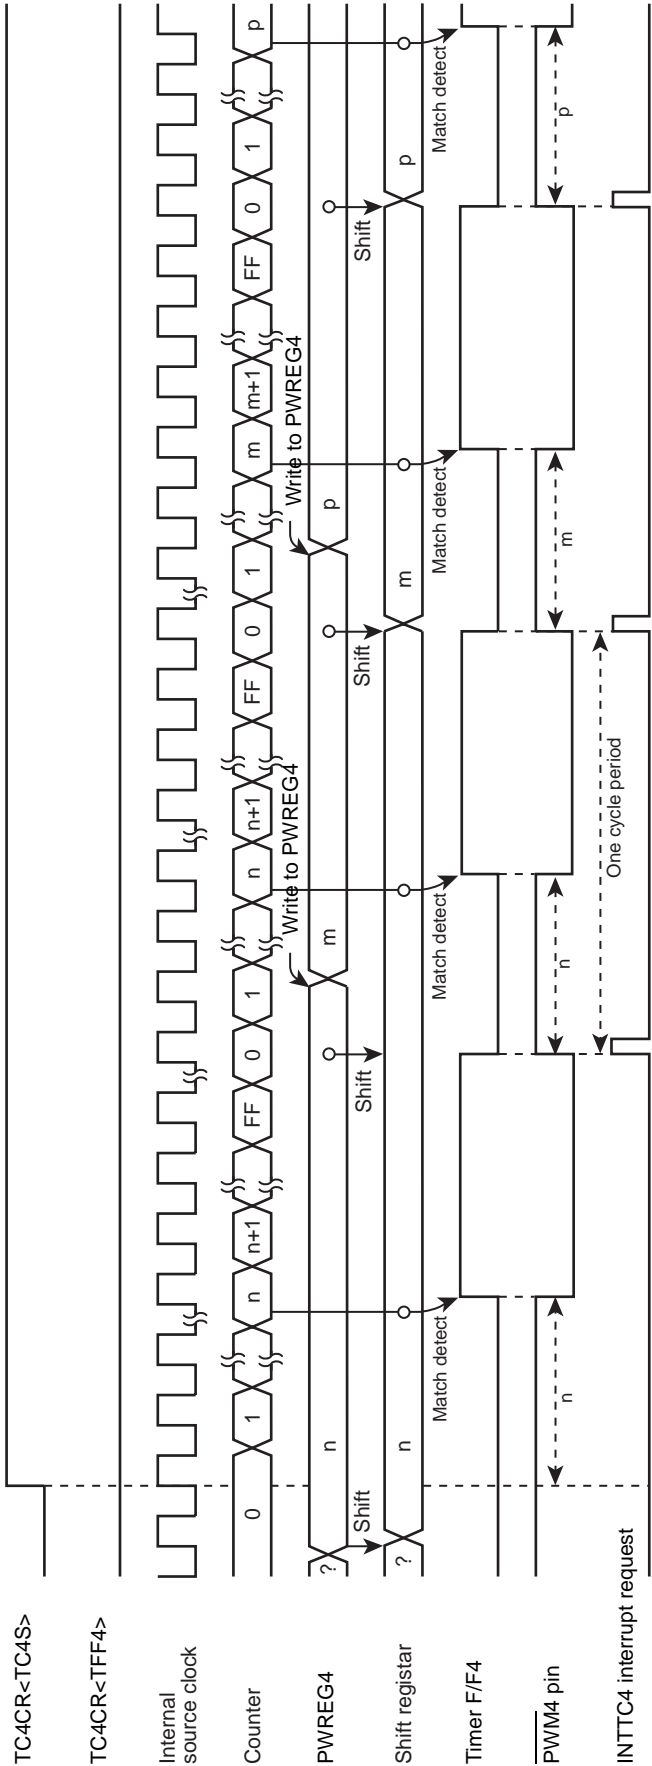 TC4CR<TC4S>
TC4CR<TFF4>
Internal
source clock
Counter
0
1
n
n+1
FF
0
1
n
n+1
FF
0
1
m
m+1
FF
0
1
p
Write to PWREG4
Write to PWREG4
PWREG4
?
n
m
p
Shift
Shift
Shift
Shift
Shift registar
?
n
m
p
Match detect
Match detect
Match detect
Match detect
Timer F/F4
PWM4 pin
n
n
m
p
One cycle period
INTTC4 interrupt request